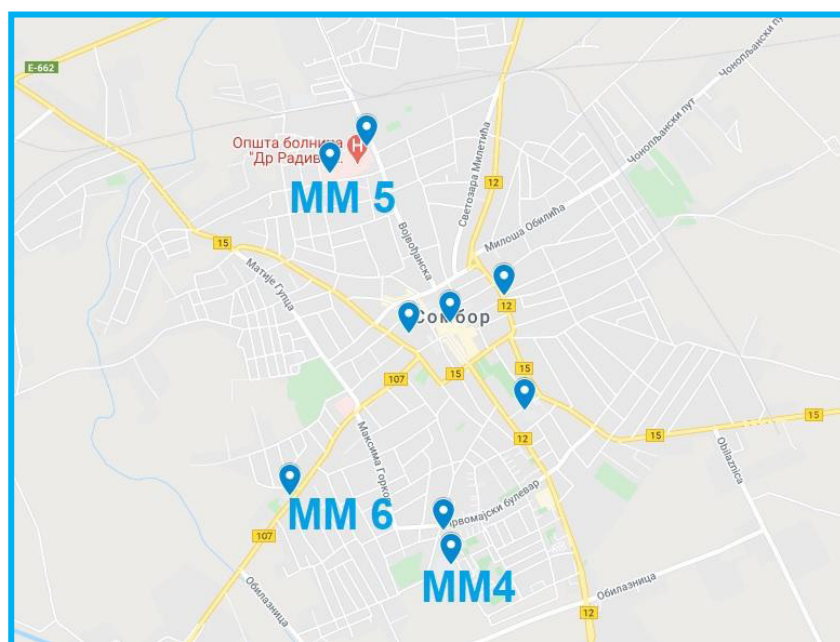 E-662
Чонопљански пут
Општа болница
"Др Радив...
H
MM 5
Светозара Милетића
12
Чонопљански пут
Војвођанска
Милоша Обилића
15
Матије Гупца
12
Сомбор
107
15
15
Максима Горког
12
15
15
Obilaznica
MM 6
Првомајски булевар
107
MM4
Обилазница
Обилазница
12